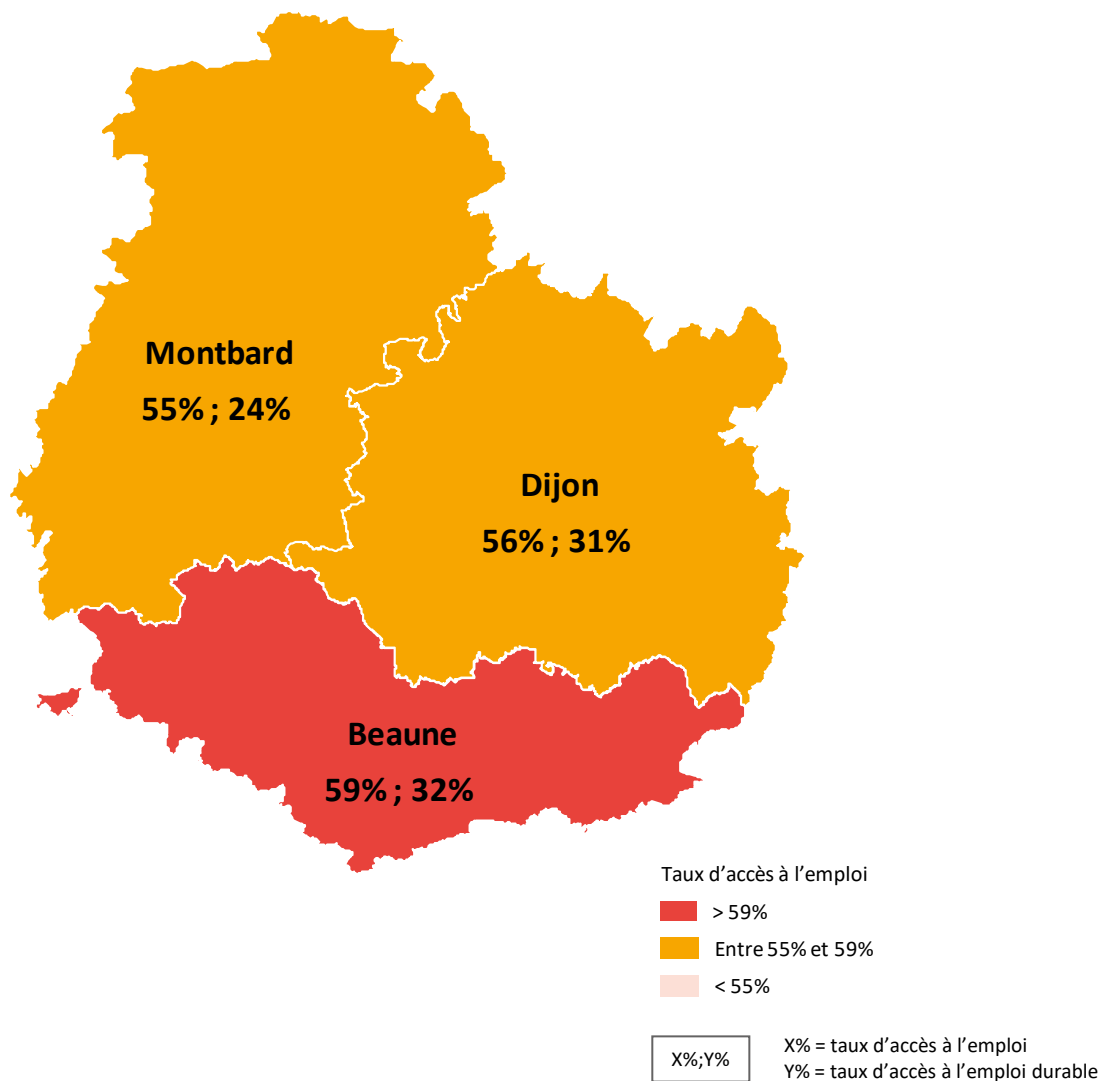 Montbard
55% ; 24%
Dijon
56% ; 31%
Beaune
59% ; 32%
Taux d’accès à l’emploi
> 59%
Entre 55% et 59%
< 55%
X%;Y%
X% = taux d’accès à l’emploi
Y% = taux d’accès à l’emploi durable